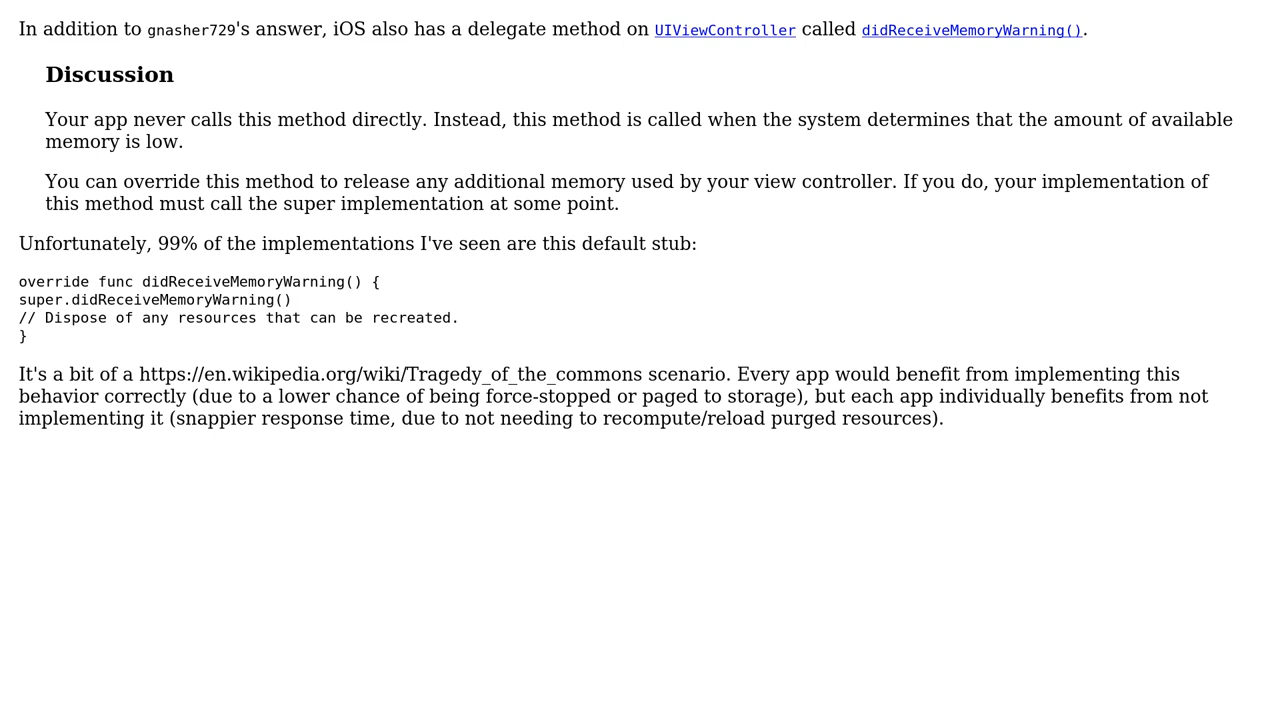 In addition to gnasher729's answer, iOS also has a delegate method on UIViewController called didReceiveMemoryWarning().
Discussion
Your app never calls this method directly. Instead, this method is called when the system determines that the amount of available
memory is low.
You can override this method to release any additional memory used by your view controller. If you do, your implementation of
this method must call the super implementation at some point.
Unfortunately, 99% of the implementations I've seen are this default stub:
override func didReceiveMemoryWarning() {
super.didReceiveMemoryWarning()
// Dispose of any resources that can be recreated.
}
It's a bit of a https://en.wikipedia.org/wiki/Tragedy_of_the_commons scenario. Every app would benefit from implementing this
behavior correctly (due to a lower chance of being force-stopped or paged to storage), but each app individually benefits from not
implementing it (snappier response time, due to not needing to recompute/reload purged resources).